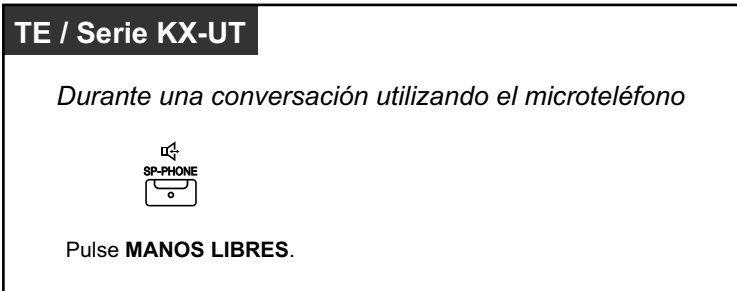 TE / Serie KX-UT
Durante una conversación utilizando el microteléfono
SP-PHONE
Pulse MANOS LIBRES.